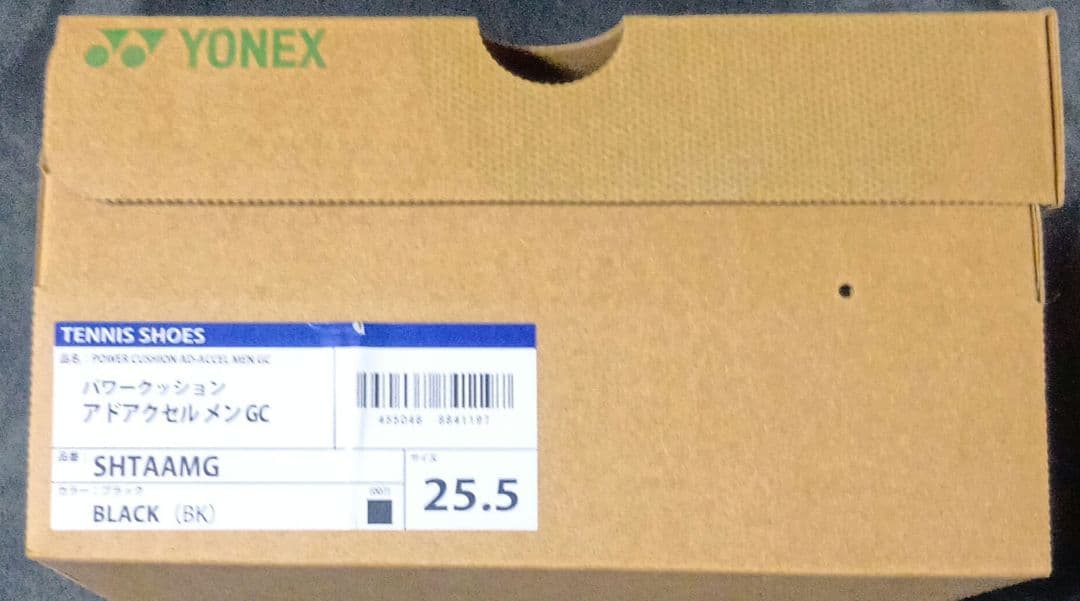 YONEX
TENNIS SHOES
品名 : POWER CUSHION AD-ACCEL MEN GC
パワークッション
アドアクセル メン GC
品番 SHTAAMG
サイズ 25.5
カラー:ブラック
BLACK (BK)